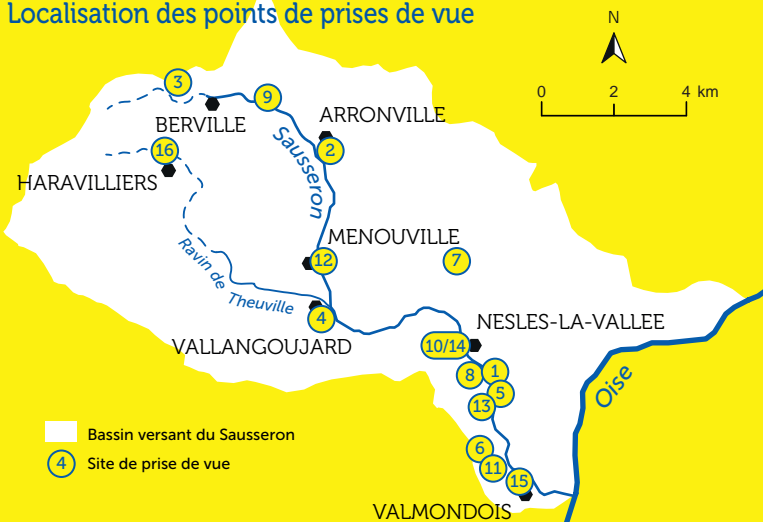 Localisation des points de prises de vue
N
0 2 4 km
3
9
BERVILLE
ARRONVILLE
2
16
HARAVILLIERS
Sausseron
MENOUVILLE
12
7
Ravin de Theuville
4
VALLANGOUJARD
NESLES-LA-VALLEE
10/14
8
1
5
13
Oise
6
11
15
VALMONDOIS
Bassin versant du Sausseron
4 Site de prise de vue